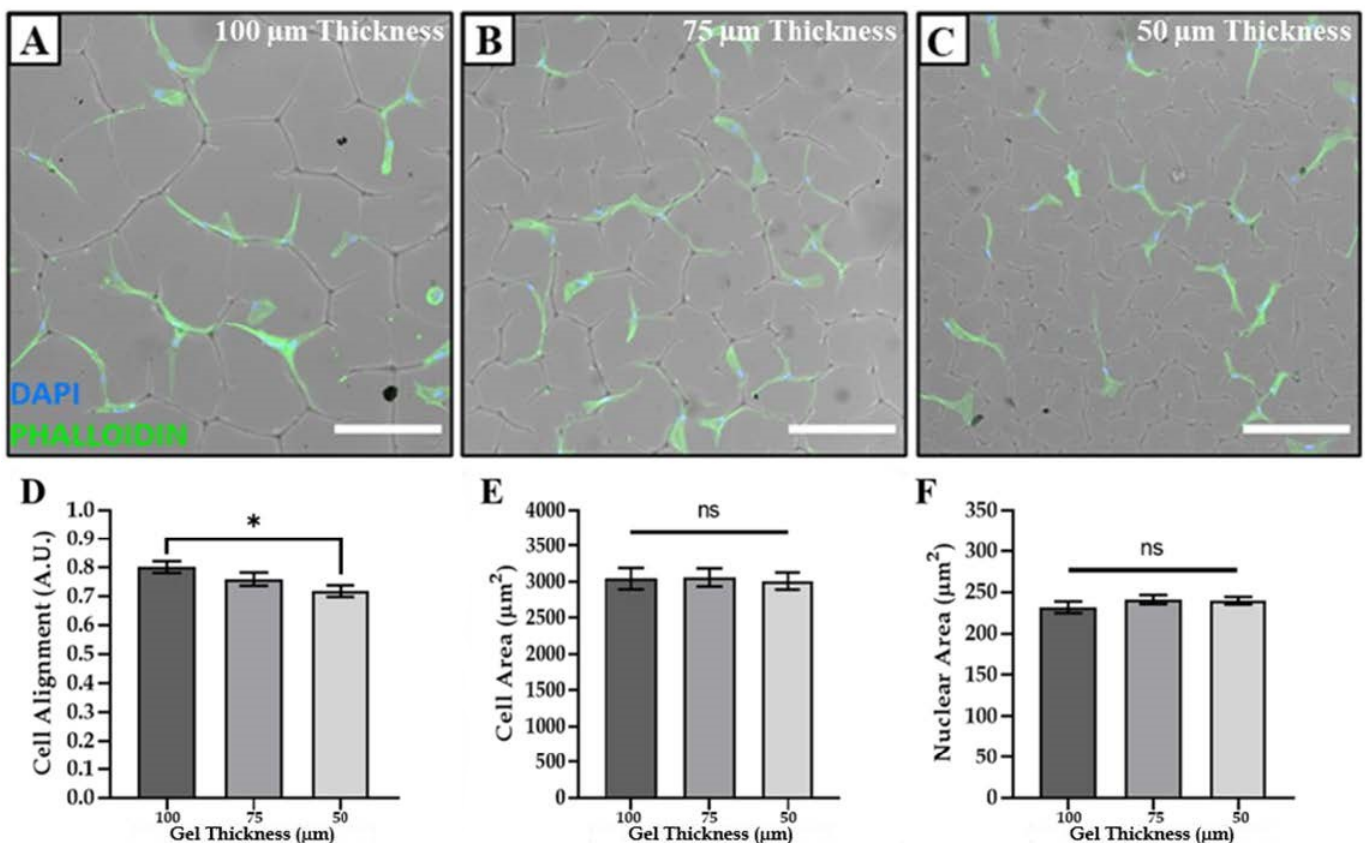 A
100 μm Thickness
B
75 μm Thickness
C
50 μm Thickness
DAPI
PHALLOIDIN
D
Cell Alignment (A.U.)
1.0
0.9
0.8
0.7
0.6
0.5
0.4
0.3
0.2
0.1
0.0
*
100
75
50
Gel Thickness (μm)
E
Cell Area (μm²)
4000
3500
3000
2500
2000
1500
1000
500
0
ns
100
75
50
Gel Thickness (μm)
F
Nuclear Area (μm²)
350
300
250
200
150
100
50
0
ns
100
75
50
Gel Thickness (μm)